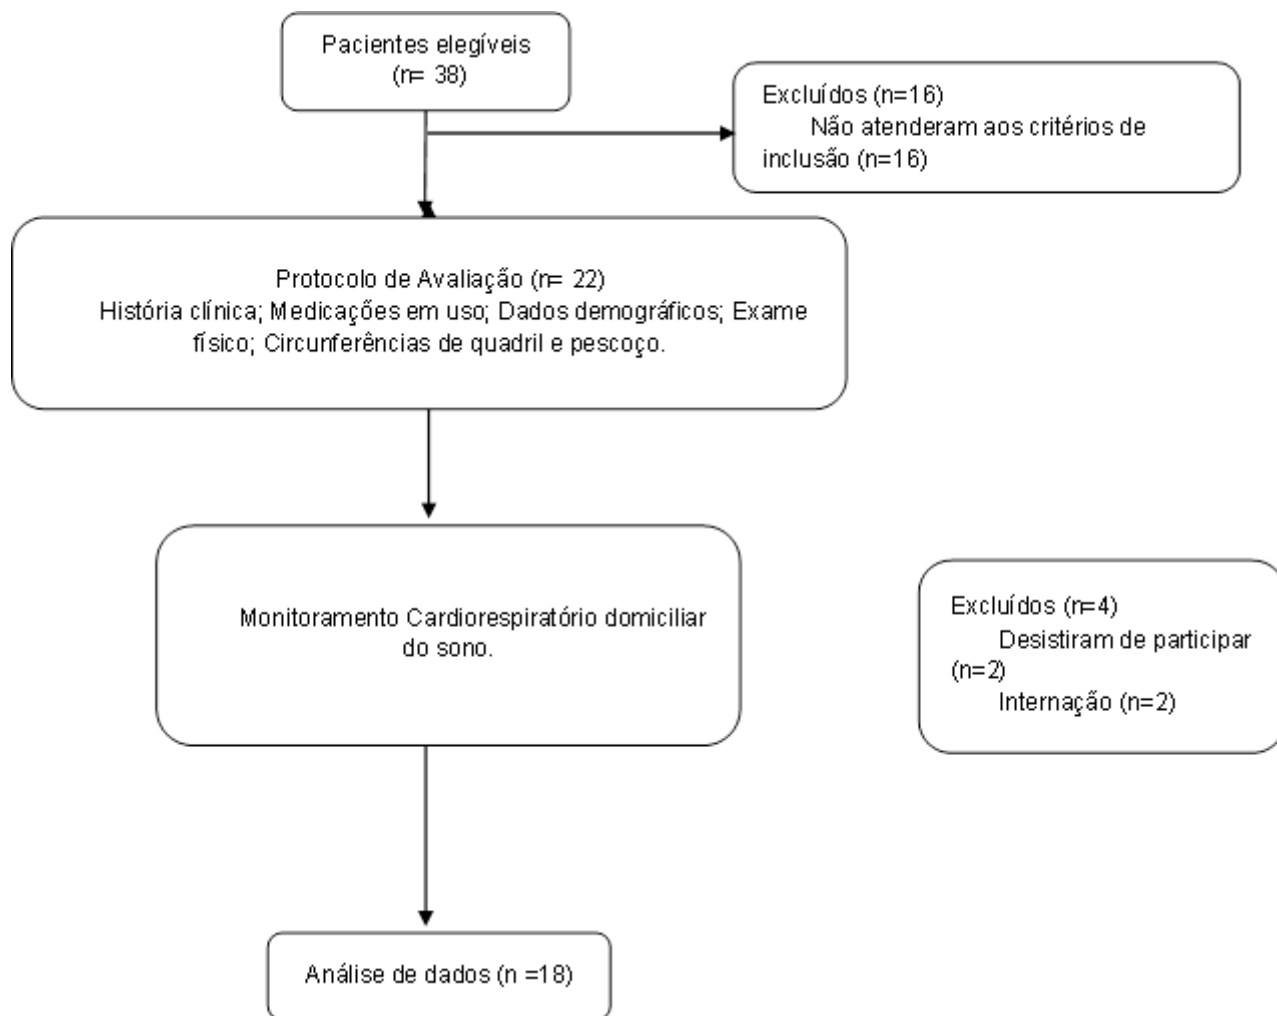 Pacientes elegíveis
(n= 38)
Excluídos (n=16)
Não atenderam aos critérios de
inclusão (n=16)
Protocolo de Avaliação (n= 22)
História clínica; Medicações em uso; Dados demográficos; Exame
físico; Circunferências de quadril e pescoço.
Monitoramento Cardiorespiratório domiciliar
do sono.
Excluídos (n=4)
Desistiram de participar
(n=2)
Internação (n=2)
Análise de dados (n =18)